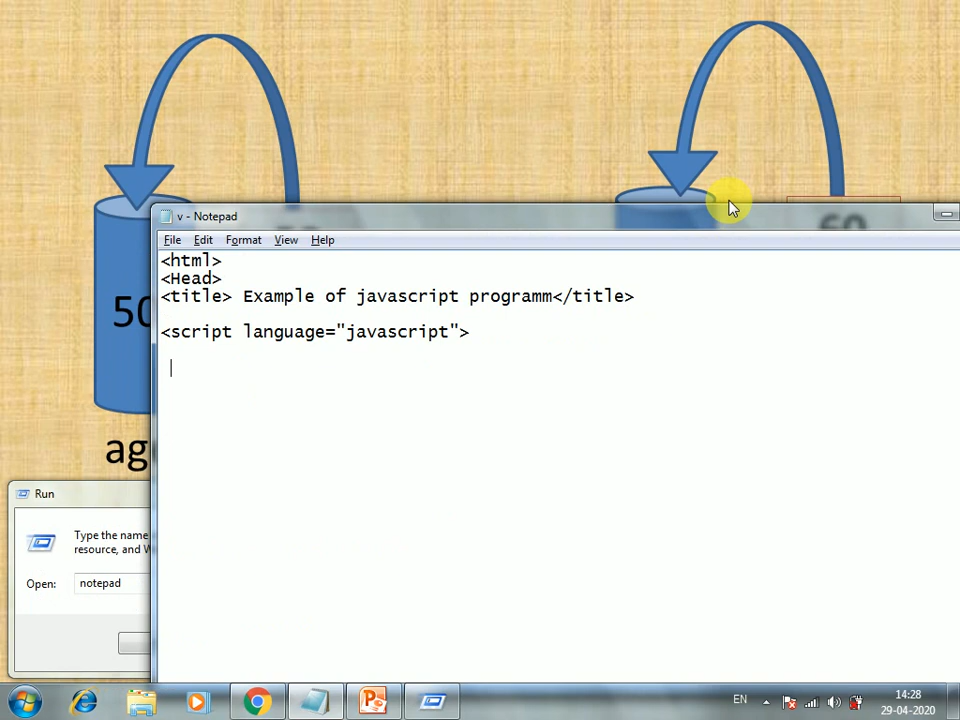 v - Notepad
File Edit Format View Help
<html>
<Head>
<title> Example of javascript programm</title>
<script language="javascript">
50
60
Run
Type the name
resource, and W
Open: notepad
EN
14:28
29-04-2020